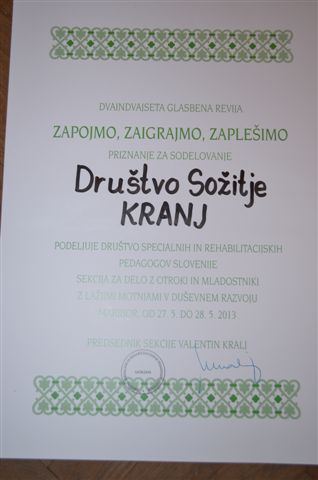 DVAINDVAJSETA GLASBENA REVIJA
ZAPOJMO, ZAIGRAJMO, ZAPLEŠIMO
PRIZNANJE ZA SODELOVANJE
Društvo Sožitje
KRANJ
PODELJUJE DRUŠTVO SPECIALNIH IN REHABILITACIJSKIH
PEDAGOGOV SLOVENIJE
SEKCIJA ZA DELO Z OTROKI IN MLADOSTNIKI
Z LAŽJIMI MOTNJAMI V DUŠEVNEM RAZVOJU
MARIBOR, OD 27. 5. DO 28. 5. 2013
PREDSEDNIK SEKCIJE VALENTIN KRALJ